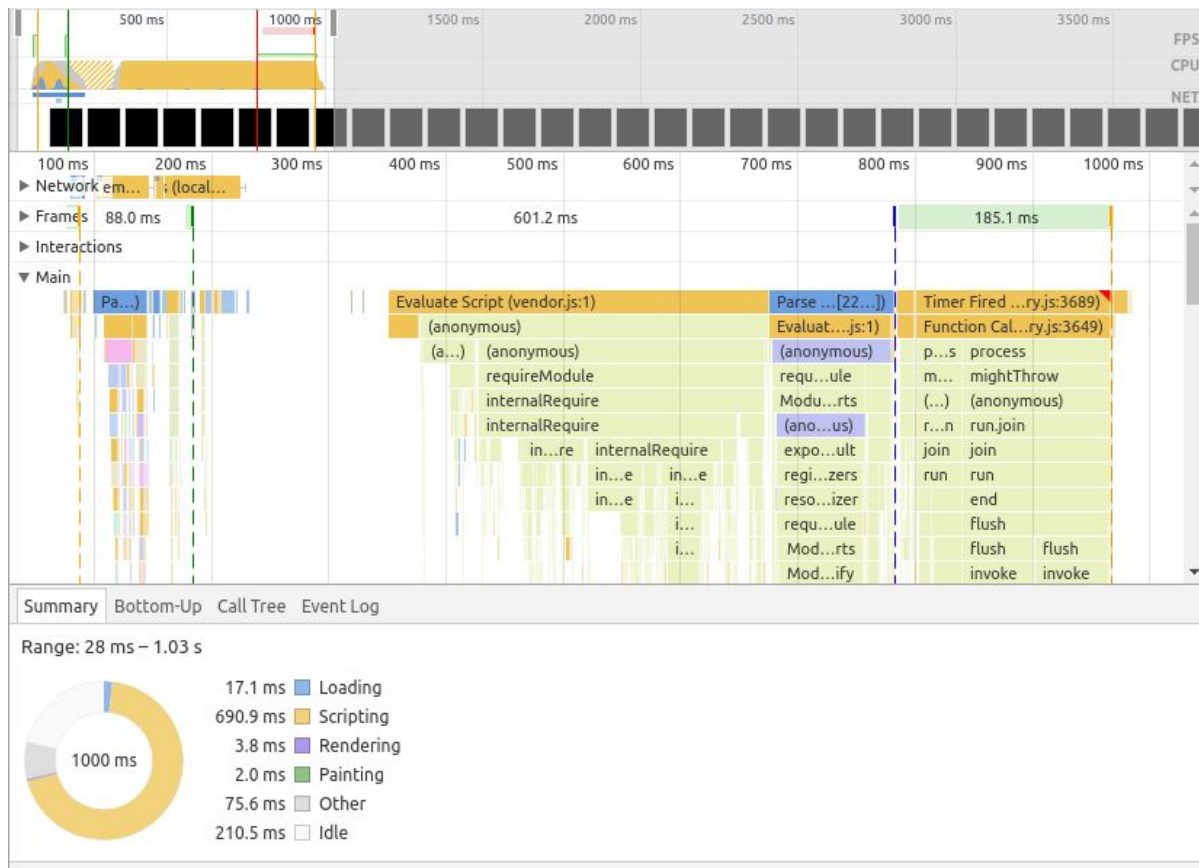 500 ms 1000 ms 1500 ms 2000 ms 2500 ms 3000 ms 3500 ms
FPS
CPU
NET
100 ms 200 ms 300 ms 400 ms 500 ms 600 ms 700 ms 800 ms 900 ms 1000 ms
Network em... s (local...
Frames 88.0 ms 601.2 ms 185.1 ms
Interactions
Main
Pa...) Evaluate Script (vendor.js:1) Parse ...[22...]) Timer Fired ...ry.js:3689)
(anonymous) Evaluat...js:1) Function Cal...ry.js:3649)
(a...) (anonymous) (anonymous) p...s process
requireModule requ...ule m... mightThrow
internalRequire Modu...rts (...) (anonymous)
internalRequire (ano...us) r...n run.join
in...re internalRequire expo...ult join join
in...e in...e regi...zers run run
in...e i... reso...izer end
i... requ...ule flush
i... Mod...rts flush flush
Mod...ify invoke invoke
Summary Bottom-Up Call Tree Event Log
Range: 28 ms – 1.03 s
17.1 ms Loading
690.9 ms Scripting
3.8 ms Rendering
1000 ms
2.0 ms Painting
75.6 ms Other
210.5 ms Idle